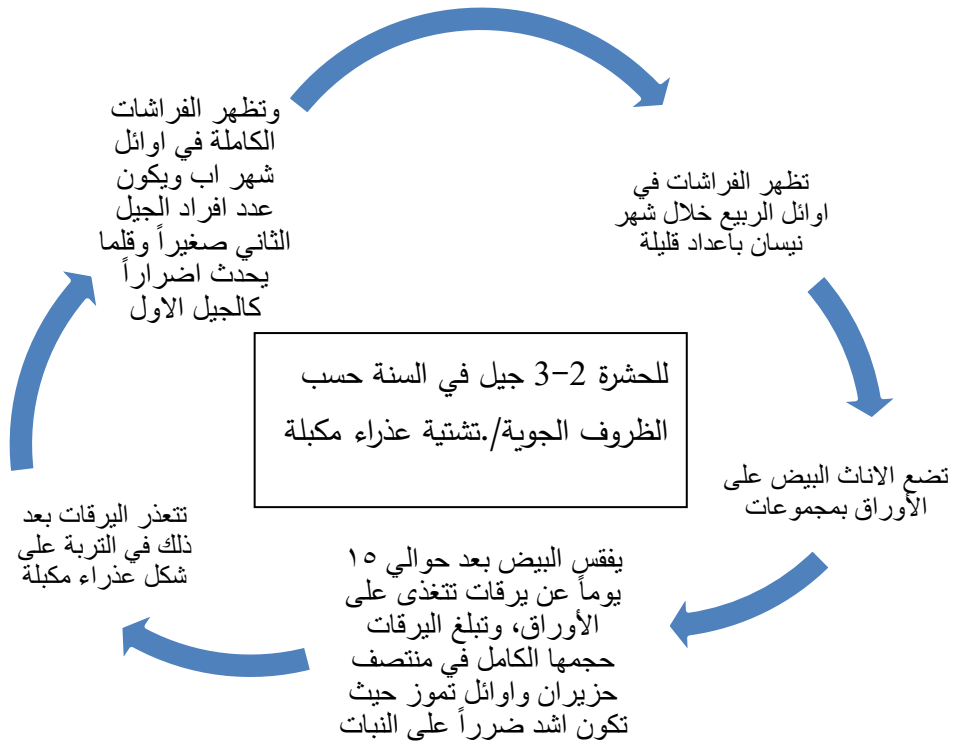 تظهر الفراشات في
اوائل الربيع خلال شهر
نيسان بأعداد قليلة
تضع الاناث البيض على
الأوراق بمجموعات
يفقس البيض بعد حوالي ١٥
يوماً عن يرقات تتغذى على
الأوراق، وتبلغ اليرقات
حجمها الكامل في منتصف
حزيران واوائل تموز حيث
تكون اشد ضرراً على النبات
تتعذر اليرقات بعد
ذلك في التربة على
شكل عذراء مكبلة
وتظهر الفراشات
الكاملة في اوائل
شهر اب ويكون
عدد افراد الجيل
الثاني صغيراً وقلما
يحدث اضراراً
كالجيل الاول
للحشرة 2-3 جيل في السنة حسب
الظروف الجوية/.تشتية عذراء مكبلة